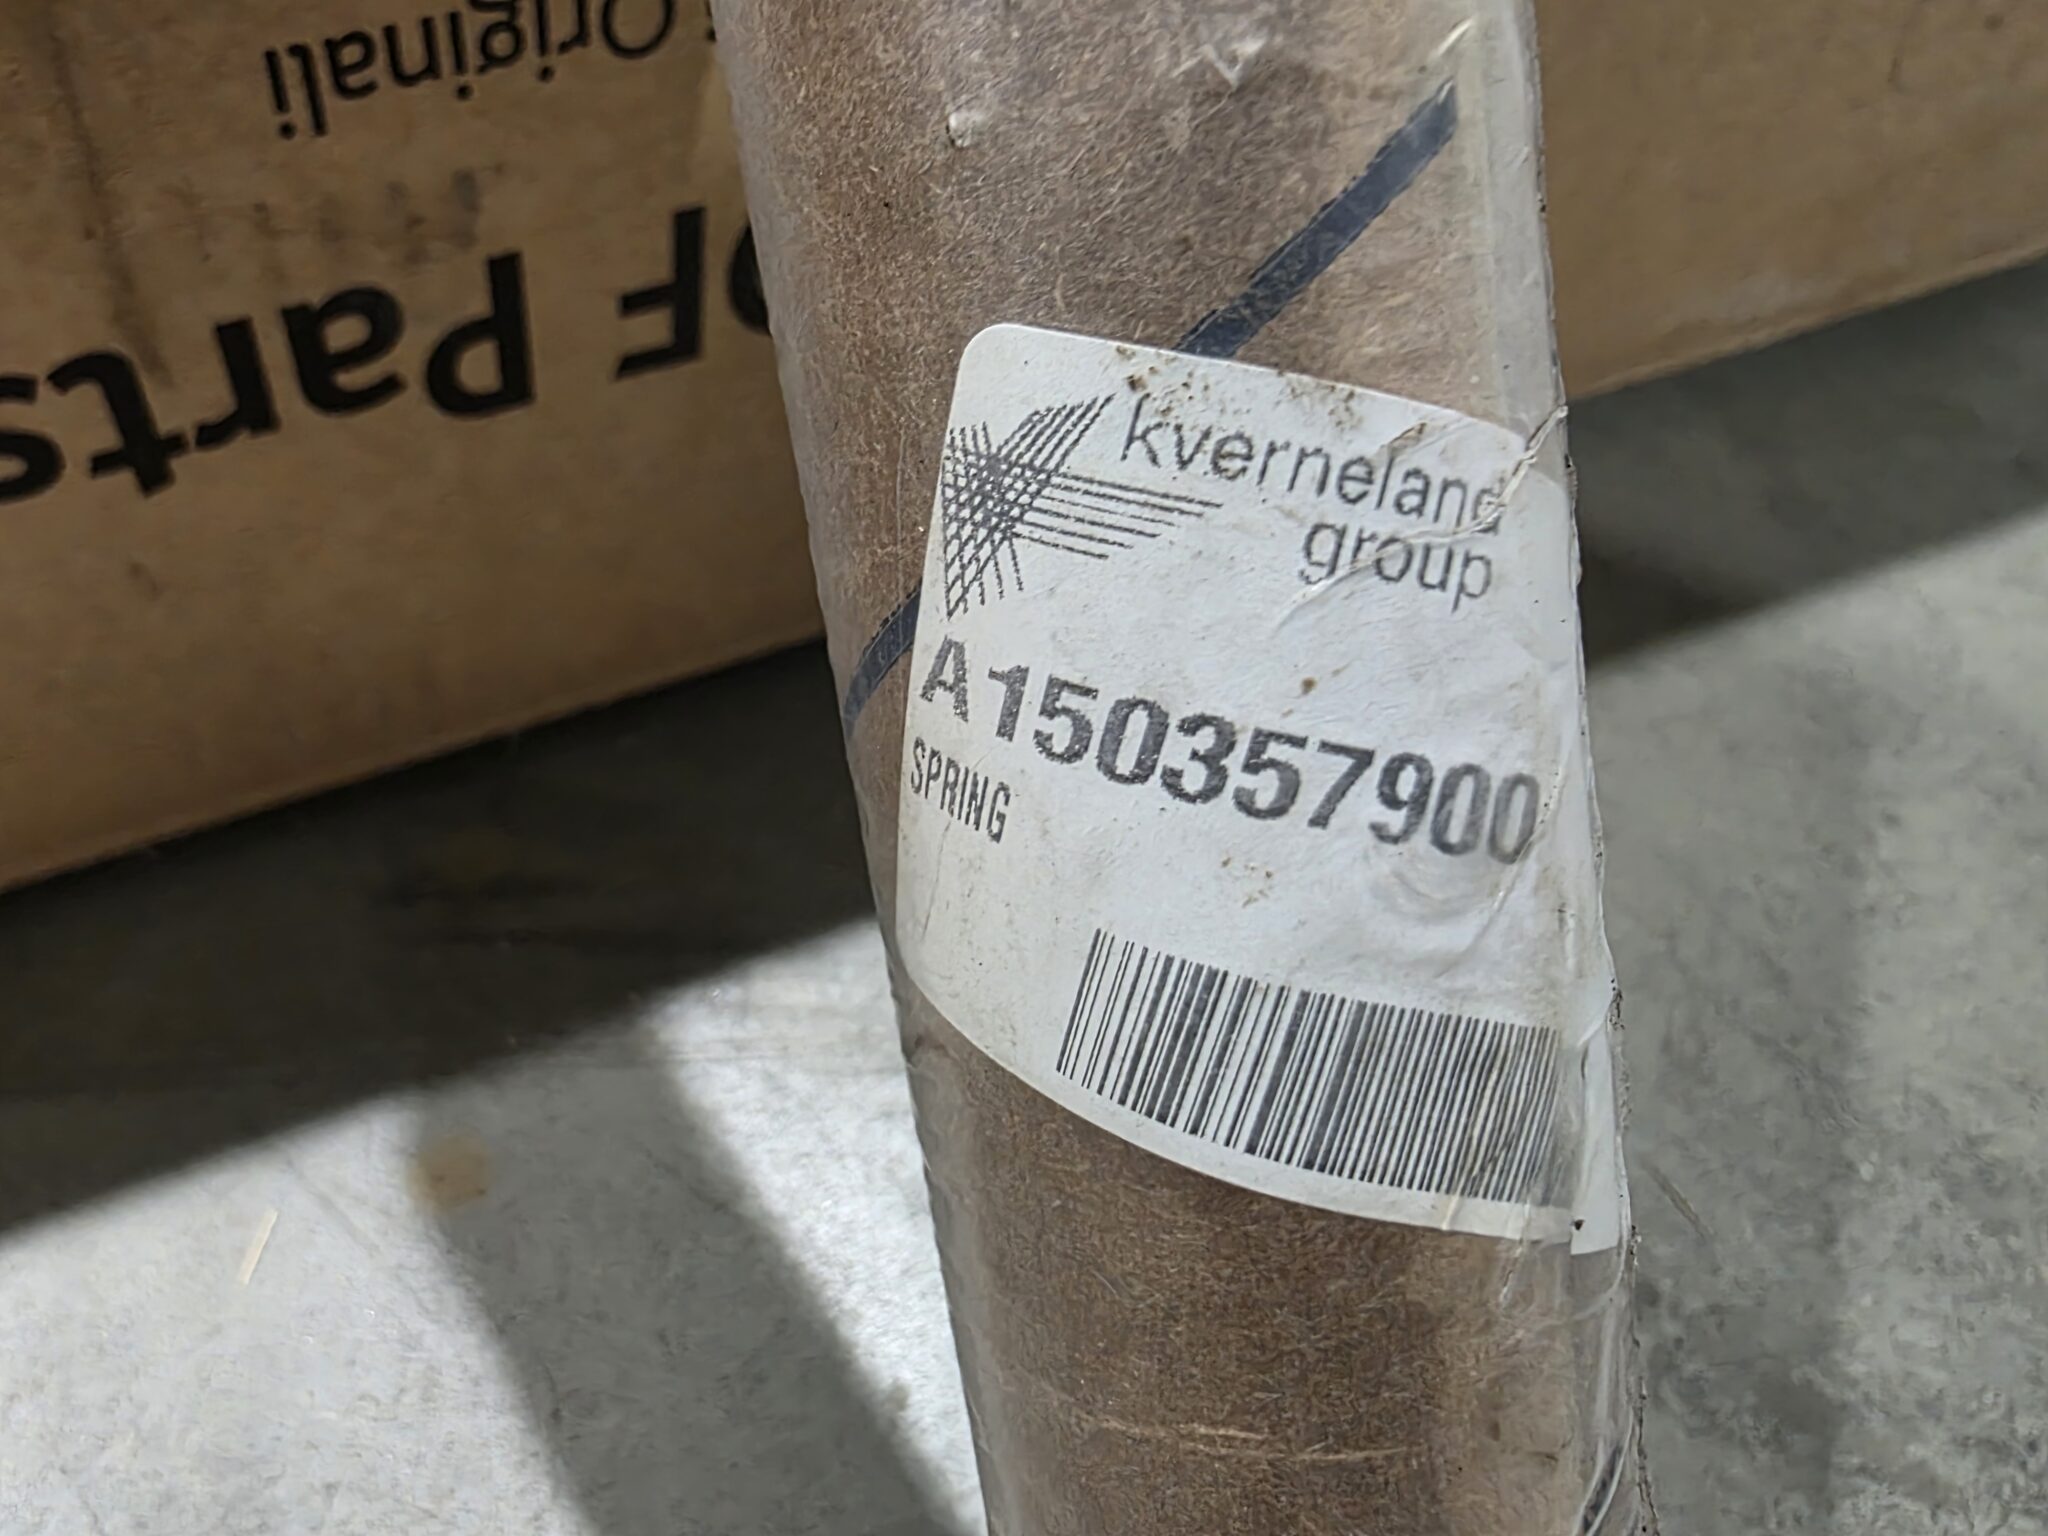 Originali
F Parts
kverneland
group
A150357900
SPRING